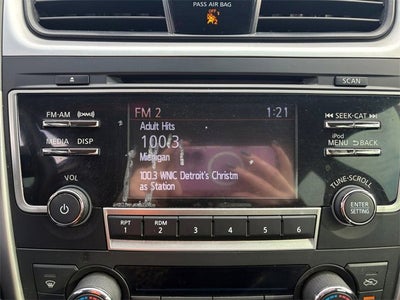 PASS AIR BAG
OFF
SCAN
FM-AM
SEEK·CAT
MEDIA DISP
iPod
MENU BACK
FM 2 1:21
Adult Hits
100.3
Michigan
100.3 WNIC Detroit's Christm
as Station
VOL
TUNE·SCROLL
ENTER
SETTING
1 2 3 4 5 6
RPT RDM